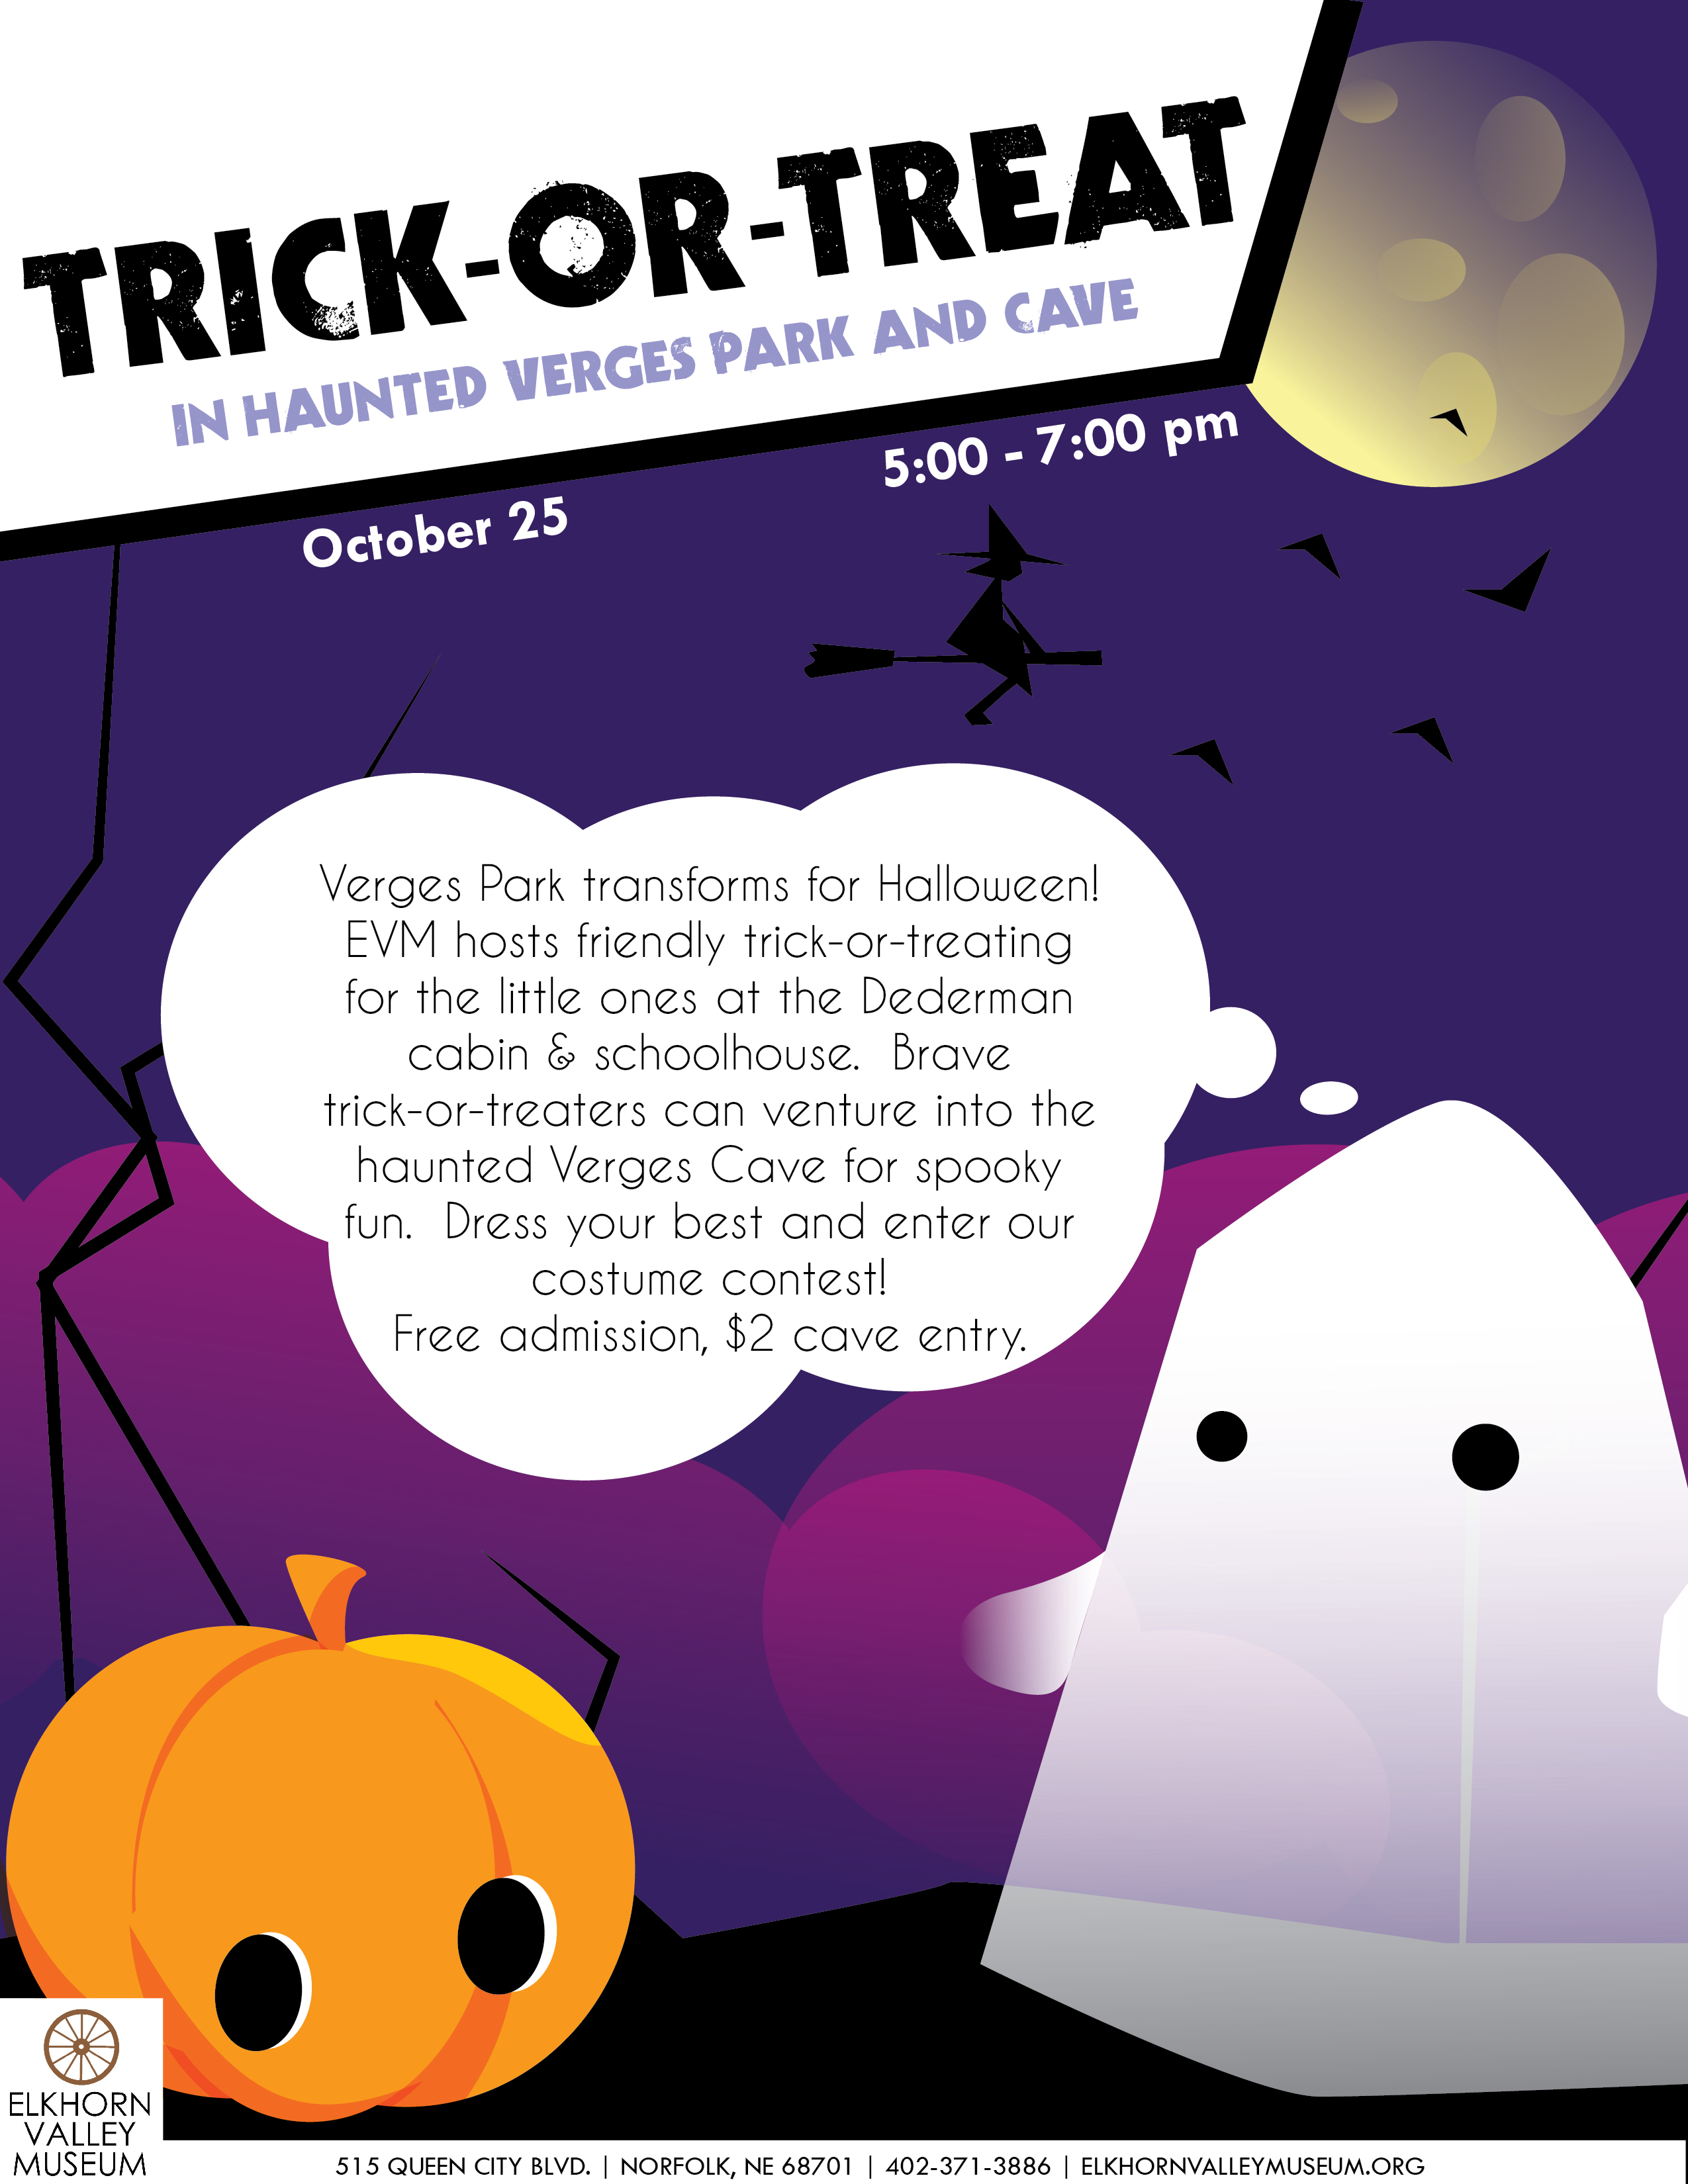 TRICK-OR-TREAT
IN HAUNTED VERGES PARK AND CAVE
October 25
5:00 - 7:00 pm
Verges Park transforms for Halloween!
EVM hosts friendly trick-or-treating
for the little ones at the Dederman
cabin & schoolhouse. Brave
trick-or-treaters can venture into the
haunted Verges Cave for spooky
fun. Dress your best and enter our
costume contest!
Free admission, $2 cave entry.
ELKHORN
VALLEY
MUSEUM
515 QUEEN CITY BLVD. | NORFOLK, NE 68701 | 402-371-3886 | ELKHORNVALLEYMUSEUM.ORG